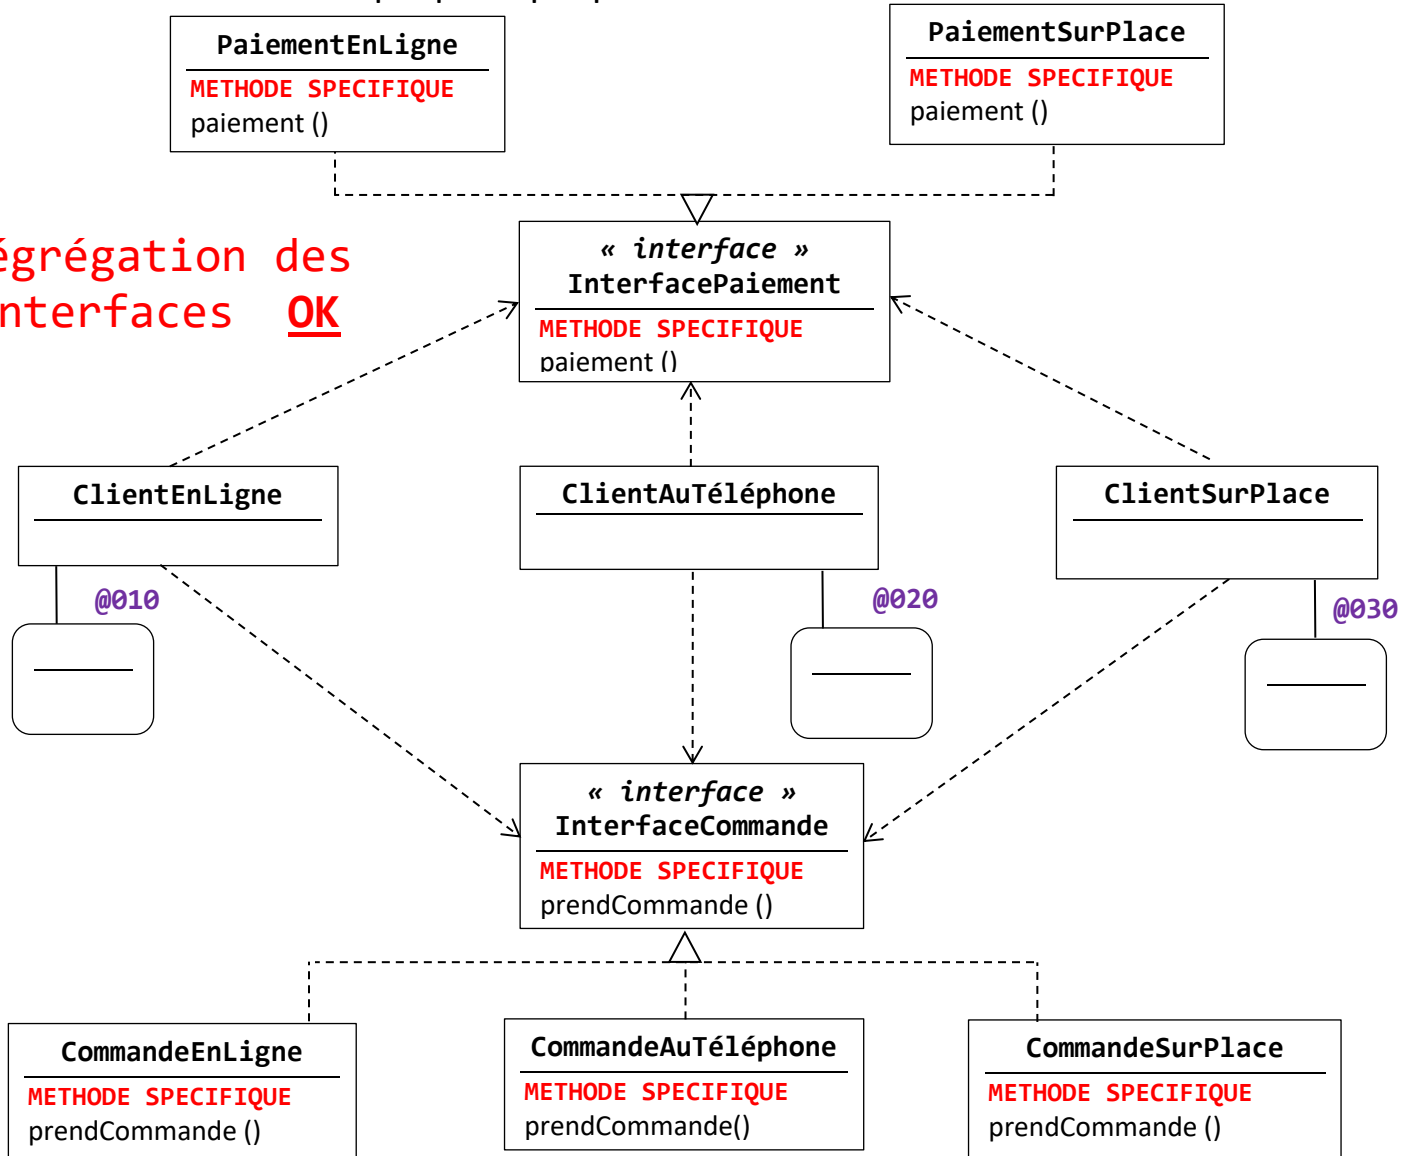 PaiementEnLigne
METHODE SPECIFIQUE
paiement ()
PaiementSurPlace
METHODE SPECIFIQUE
paiement ()
égrégation des
nterfaces OK
« interface »
InterfacePaiement
METHODE SPECIFIQUE
paiement ()
ClientEnLigne
ClientAuTéléphone
ClientSurPlace
@010
@020
@030
« interface »
InterfaceCommande
METHODE SPECIFIQUE
prendCommande ()
CommandeEnLigne
METHODE SPECIFIQUE
prendCommande ()
CommandeAuTéléphone
METHODE SPECIFIQUE
prendCommande()
CommandeSurPlace
METHODE SPECIFIQUE
prendCommande ()